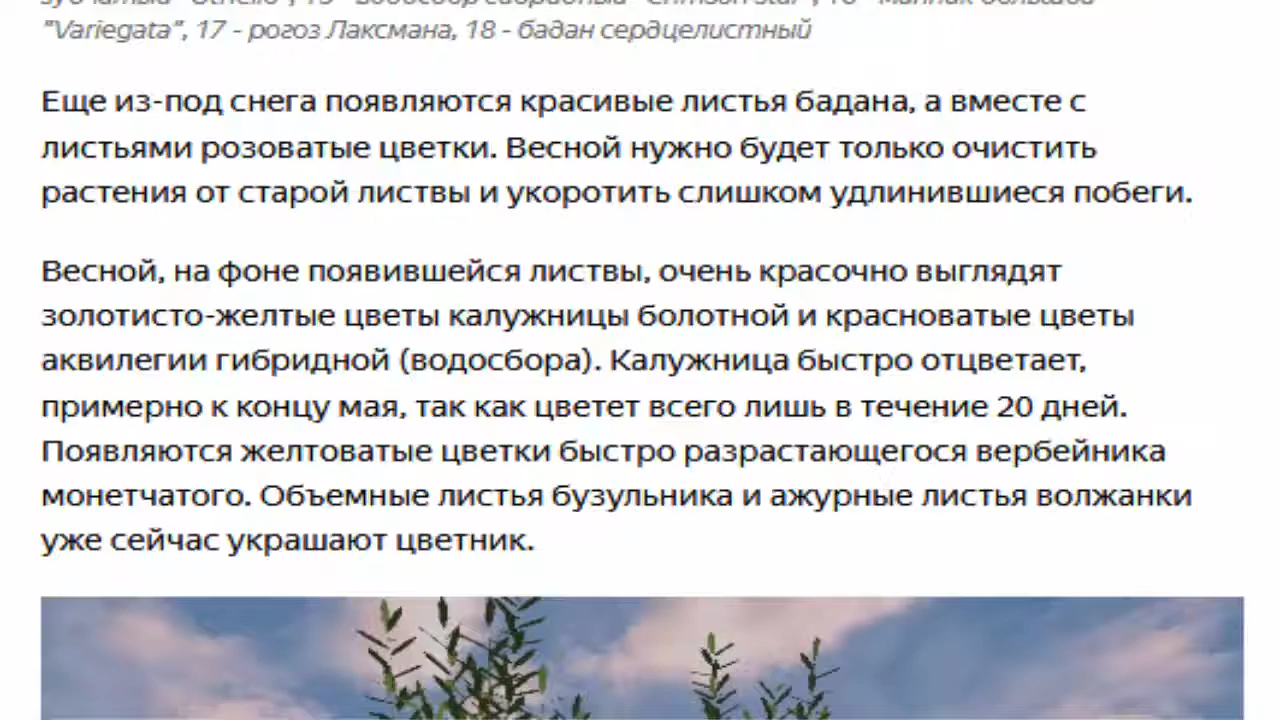 "Variegata", 17 - рогоз Лаксмана, 18 - бадан сердцелистный
Еще из-под снега появляются красивые листья бадана, а вместе с
листьями розоватые цветки. Весной нужно будет только очистить
растения от старой листвы и укоротить слишком удлинившиеся побеги.
Весной, на фоне появившейся листвы, очень красочно выглядят
золотисто-желтые цветы калужницы болотной и красноватые цветы
аквилегии гибридной (водосбора). Калужница быстро отцветает,
примерно к концу мая, так как цветет всего лишь в течение 20 дней.
Появляются желтоватые цветки быстро разрастающегося вербейника
монетчатого. Объемные листья бузульника и ажурные листья волжанки
уже сейчас украшают цветник.